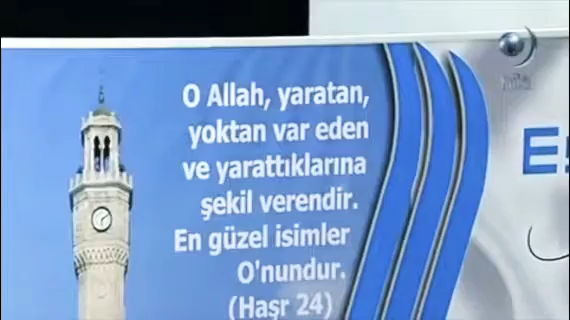 O Allah, yaratan,
yoktan var eden
ve yarattıklarına
şekil verendir.
En güzel isimler
O'nundur.
(Haşr 24)